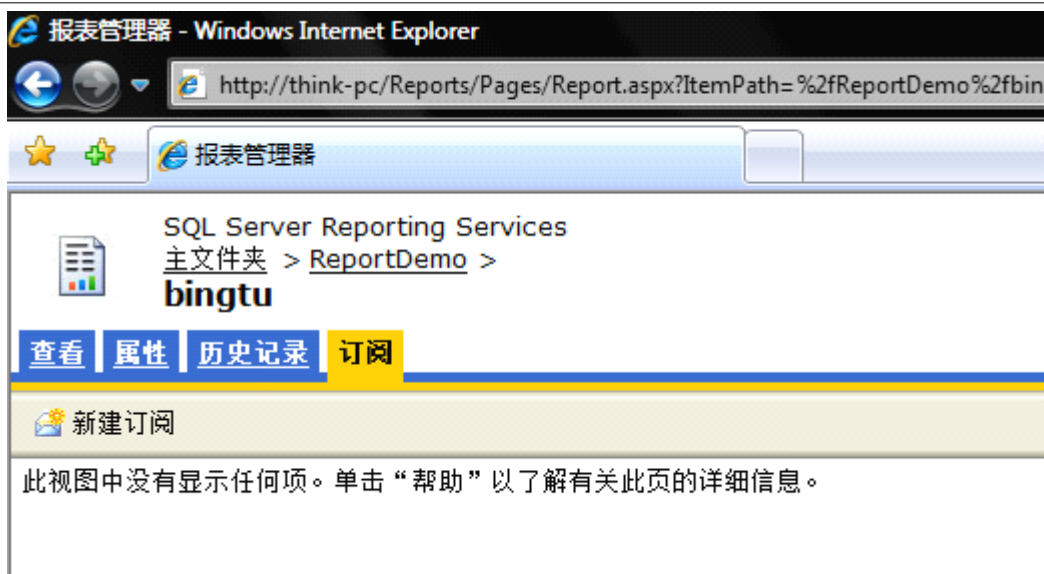 报表管理器 - Windows Internet Explorer
http://think-pc/Reports/Pages/Report.aspx?ItemPath=%2fReportDemo%2fbin
报表管理器
SQL Server Reporting Services
主文件夹 > ReportDemo >
bingtu
查看 属性 历史记录 订阅
新建订阅
此视图中没有显示任何项。单击“帮助”以了解有关此页的详细信息。